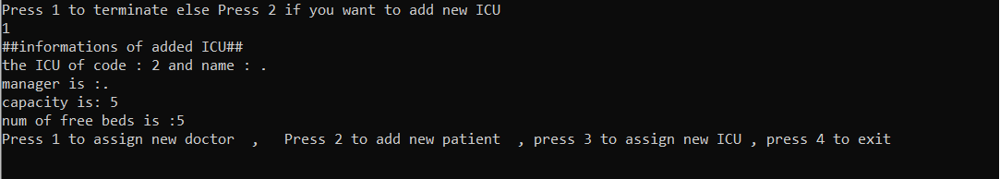 Press 1 to terminate else Press 2 if you want to add new ICU
1
##informations of added ICU##
the ICU of code : 2 and name : .
manager is :.
capacity is: 5
num of free beds is :5
Press 1 to assign new doctor  ,   Press 2 to add new patient  , press 3 to assign new ICU , press 4 to exit